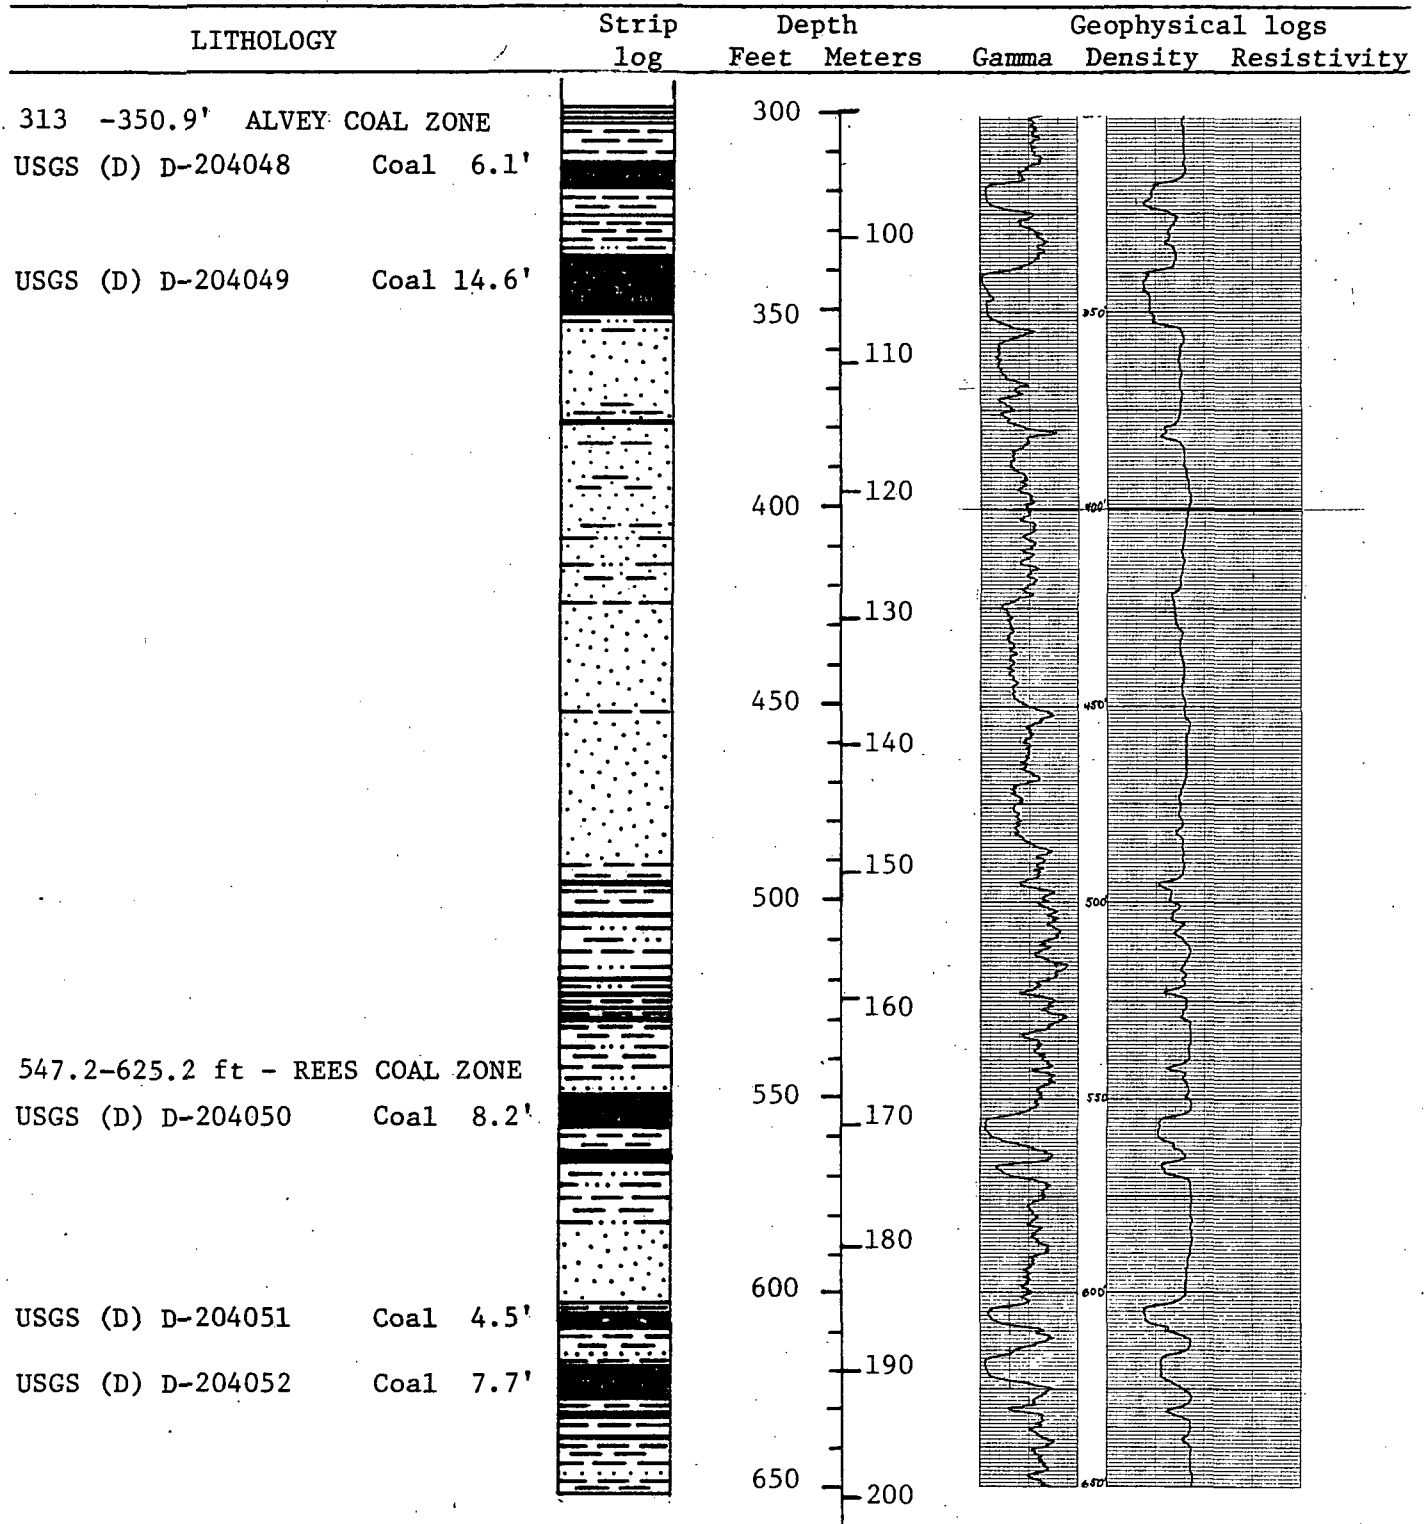 LITHOLOGY
Strip log
Depth
Feet Meters
Geophysical logs
Gamma Density Resistivity
313 -350.9' ALVEY COAL ZONE
USGS (D) D-204048 Coal 6.1'
USGS (D) D-204049 Coal 14.6'
547.2-625.2 ft - REES COAL ZONE
USGS (D) D-204050 Coal 8.2'
USGS (D) D-204051 Coal 4.5'
USGS (D) D-204052 Coal 7.7'
300
350
400
450
500
550
600
650
100
110
120
130
140
150
160
170
180
190
200
350'
400'
450'
500'
550
600'
650'